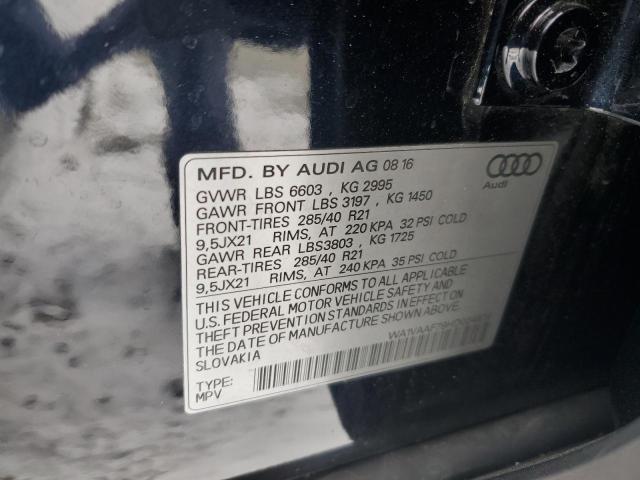 MFD. BY AUDI AG 08 16
GVWR LBS 6603 , KG 2995
GAWR FRONT LBS 3197 , KG 1450
FRONT-TIRES 285/40 R21
9,5JX21 RIMS, AT 220 KPA 32 PSI COLD
GAWR REAR LBS3803 , KG 1725
REAR-TIRES 285/40 R21
9,5JX21 RIMS, AT 240 KPA 35 PSI COLD
THIS VEHICLE CONFORMS TO ALL APPLICABLE
U.S. FEDERAL MOTOR VEHICLE SAFETY AND
THEFT PREVENTION STANDARDS IN EFFECT ON
THE DATE OF MANUFACTURE SHOWN ABOVE.
SLOVAKIA
TYPE:
MPV
Audi